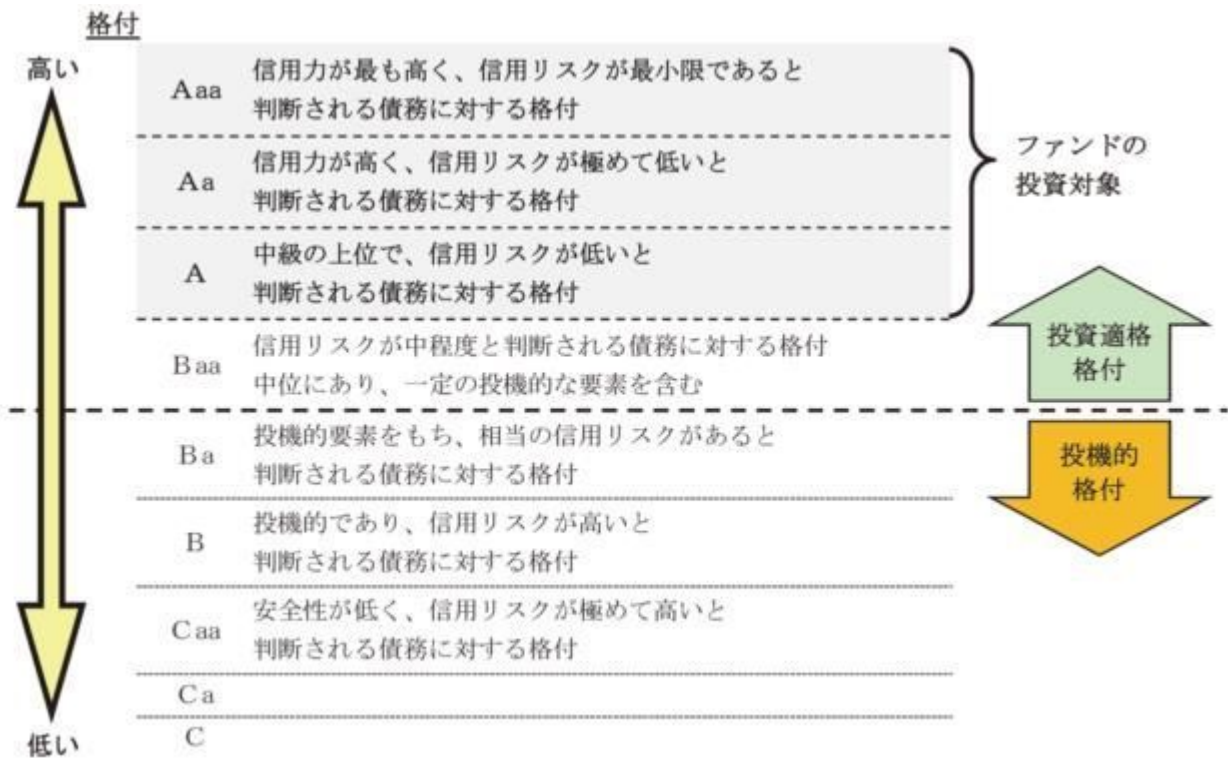 格付
高い
Aaa
信用力が最も高く、信用リスクが最小限であると
判断される債務に対する格付
Aa
信用力が高く、信用リスクが極めて低いと
判断される債務に対する格付
A
中級の上位で、信用リスクが低いと
判断される債務に対する格付
ファンドの
投資対象
Baa
信用リスクが中程度と判断される債務に対する格付
中位にあり、一定の投機的な要素を含む
投資適格
格付
Ba
投機的要素をもち、相当の信用リスクがあると
判断される債務に対する格付
投機的
格付
B
投機的であり、信用リスクが高いと
判断される債務に対する格付
Caa
安全性が低く、信用リスクが極めて高いと
判断される債務に対する格付
Ca
C
低い